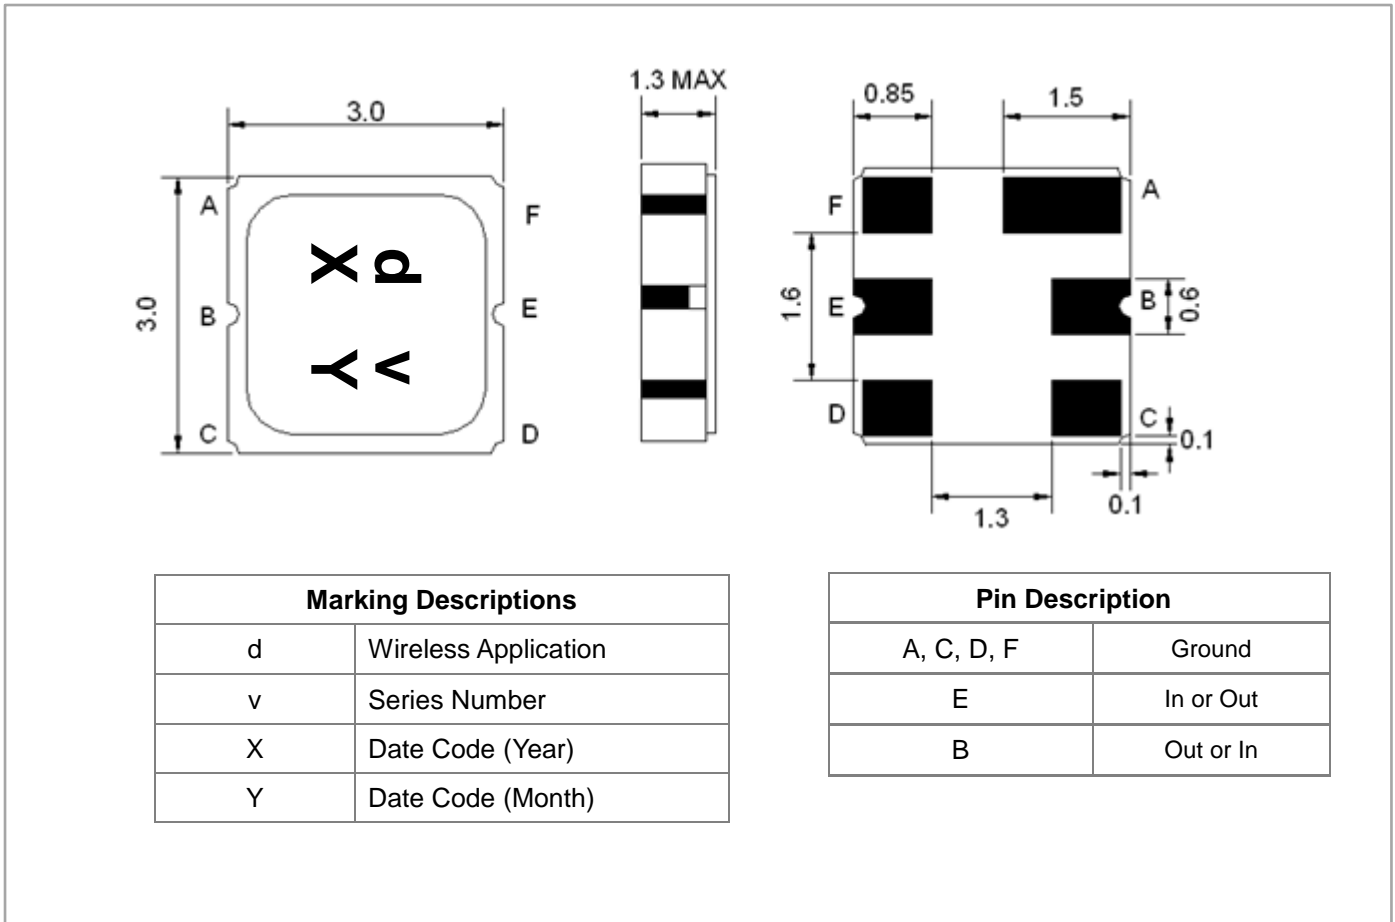 1.3 MAX
3.0
0.85
1.5
A
F
F
A
X d
3.0
B
E
1.6
E
B
0.6
Y v
C
D
D
C
0.1
0.1
1.3
Marking Descriptions
d Wireless Application
v Series Number
X Date Code (Year)
Y Date Code (Month)
Pin Description
A, C, D, F Ground
E In or Out
B Out or In